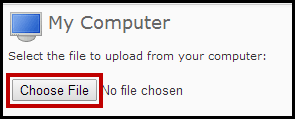 My Computer
Select the file to upload from your computer:
Choose File No file chosen